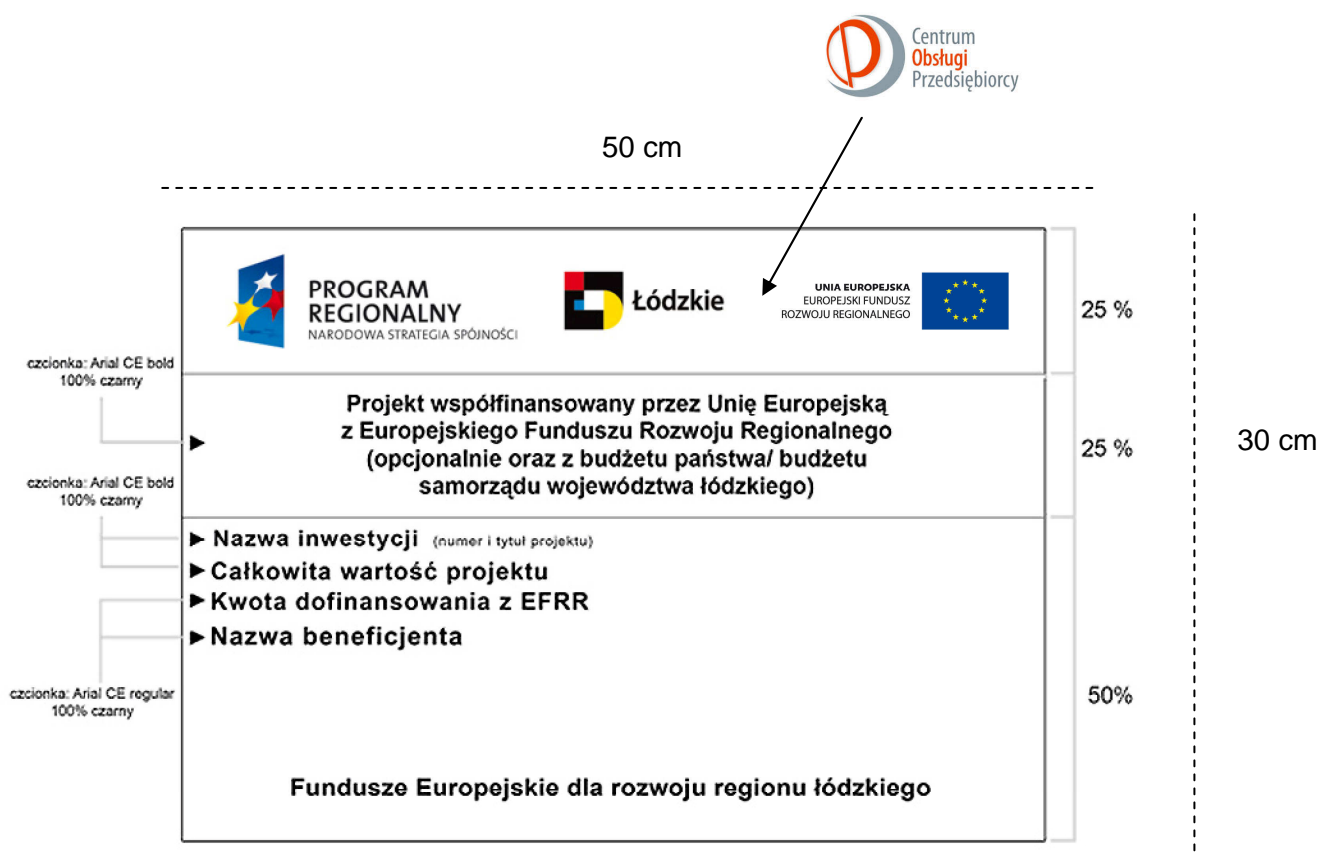 Centrum
Obsługi
Przedsiębiorcy
50 cm
PROGRAM
REGIONALNY
NARODOWA STRATEGIA SPÓJNOŚCI
Łódzkie
UNIA EUROPEJSKA
EUROPEJSKI FUNDUSZ
ROZWOJU REGIONALNEGO
25 %
czcionka: Arial CE bold
100% czarny
Projekt współfinansowany przez Unię Europejską
z Europejskiego Funduszu Rozwoju Regionalnego
(opcjonalnie oraz z budżetu państwa/ budżetu
samorządu województwa łódzkiego)
25 %
30 cm
czcionka: Arial CE bold
100% czarny
Nazwa inwestycji (numer i tytuł projektu)
Całkowita wartość projektu
Kwota dofinansowania z EFRR
Nazwa beneficjenta
czcionka: Arial CE regular
100% czarny
50%
Fundusze Europejskie dla rozwoju regionu łódzkiego